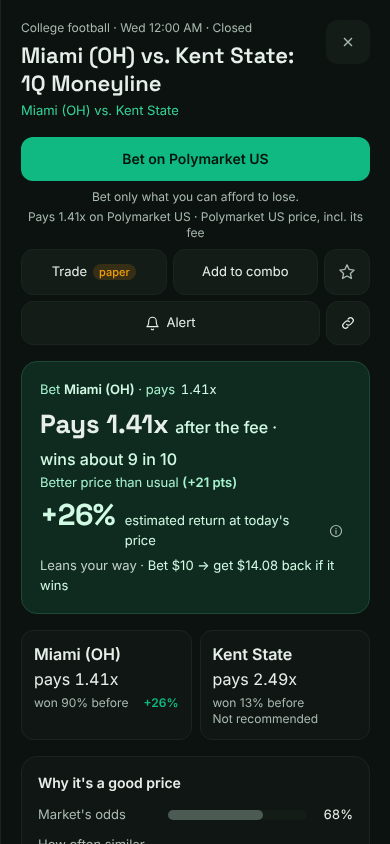 College football · Wed 12:00 AM · Closed
Miami (OH) vs. Kent State:
1Q Moneyline
Miami (OH) vs. Kent State
Bet on Polymarket US
Bet only what you can afford to lose.
Pays 1.41x on Polymarket US · Polymarket US price, incl. its
fee
Trade paper
Add to combo
Alert
Bet Miami (OH) · pays 1.41x
Pays 1.41x after the fee ·
wins about 9 in 10
Better price than usual (+21 pts)
+26% estimated return at today's
price
Leans your way · Bet $10 → get $14.08 back if it
wins
Miami (OH)
pays 1.41x
won 90% before +26%
Kent State
pays 2.49x
won 13% before
Not recommended
Why it's a good price
Market's odds 68%
How often similar